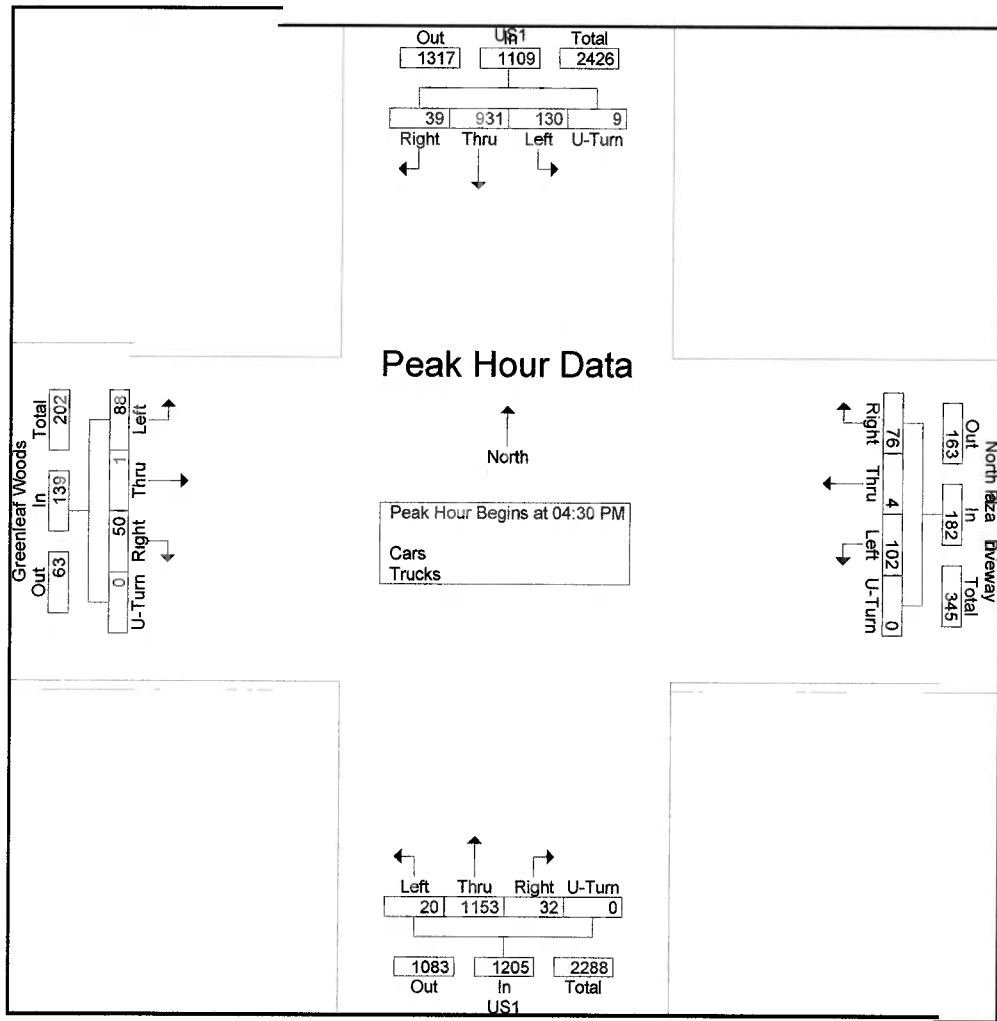 US1
Out In Total
1317 1109 2426
39 931 130 9
Right Thru Left U-Turn
Peak Hour Data
North
Peak Hour Begins at 04:30 PM
Cars
Trucks
Greenleaf Woods
Out In Total
63 139 202
88 1 50 0
Left Thru Right U-Turn
North
Out In Total
163 182 345
76 4 102 0
Right Thru Left U-Turn
Left Thru Right U-Turn
20 1153 32 0
1083 1205 2288
Out In Total
US1